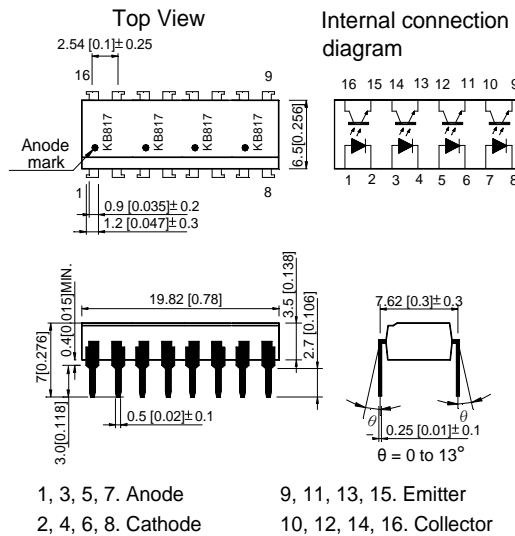 Top View
Internal connection
diagram
2.54 [0.1]± 0.25
16
9
KB817
KB817
KB817
KB817
Anode
mark
6.5[0.256]
1
8
0.9 [0.035]± 0.2
1.2 [0.047]± 0.3
16 15 14 13 12 11 10 9
1 2 3 4 5 6 7 8
19.82 [0.78]
7[0.276]
0.4[0.015]MIN.
3.5 [0.138]
2.7 [0.106]
3.0[0.118]
0.5 [0.02]± 0.1
7.62 [0.3]± 0.3
θ
θ
0.25 [0.01]± 0.1
θ = 0 to 13°
1, 3, 5, 7. Anode
9, 11, 13, 15. Emitter
2, 4, 6, 8. Cathode
10, 12, 14, 16. Collector